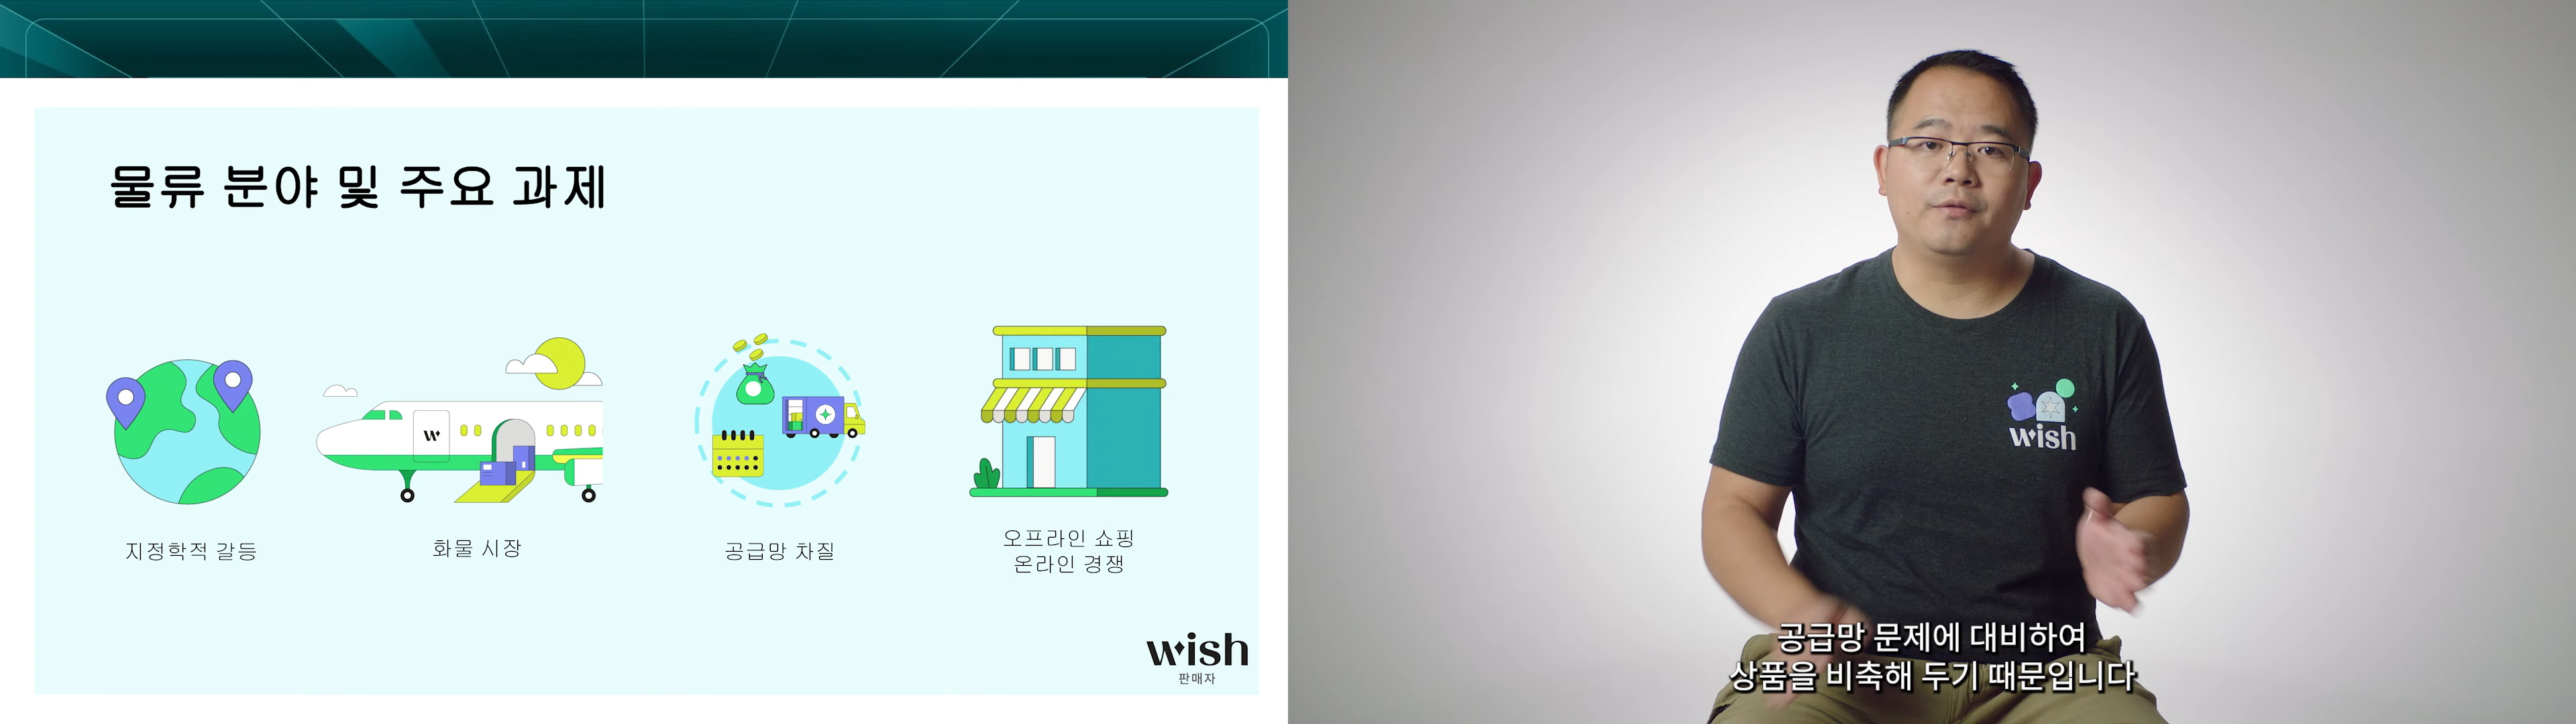 물류 분야 및 주요 과제
지정학적 갈등
화물 시장
공급망 차질
오프라인 쇼핑
온라인 경쟁
wish
판매자
wish
공급망 문제에 대비하여
상품을 비축해 두기 때문입니다